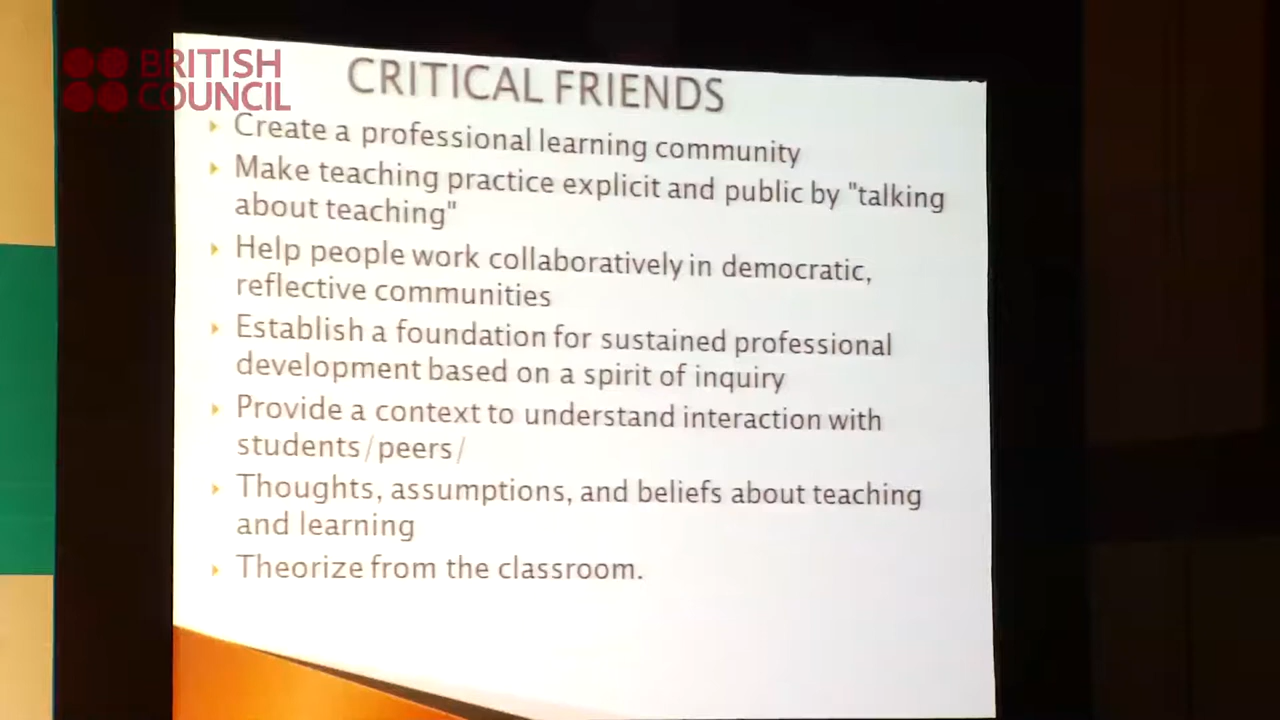 BRITISH
COUNCIL
CRITICAL FRIENDS
Create a professional learning community
Make teaching practice explicit and public by "talking
about teaching"
Help people work collaboratively in democratic,
reflective communities
Establish a foundation for sustained professional
development based on a spirit of inquiry
Provide a context to understand interaction with
students/peers/
Thoughts, assumptions, and beliefs about teaching
and learning
Theorize from the classroom.